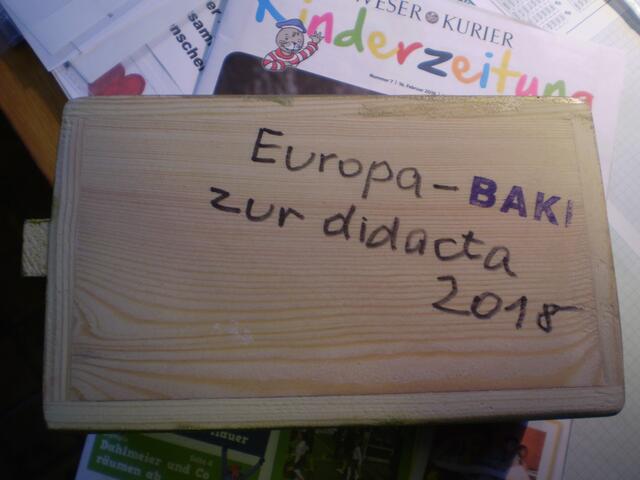 WESER KURIER
Kinderzeitung
Europa-BAKI
zur didacta
2018
Dahlmeier und Co
räumen ab